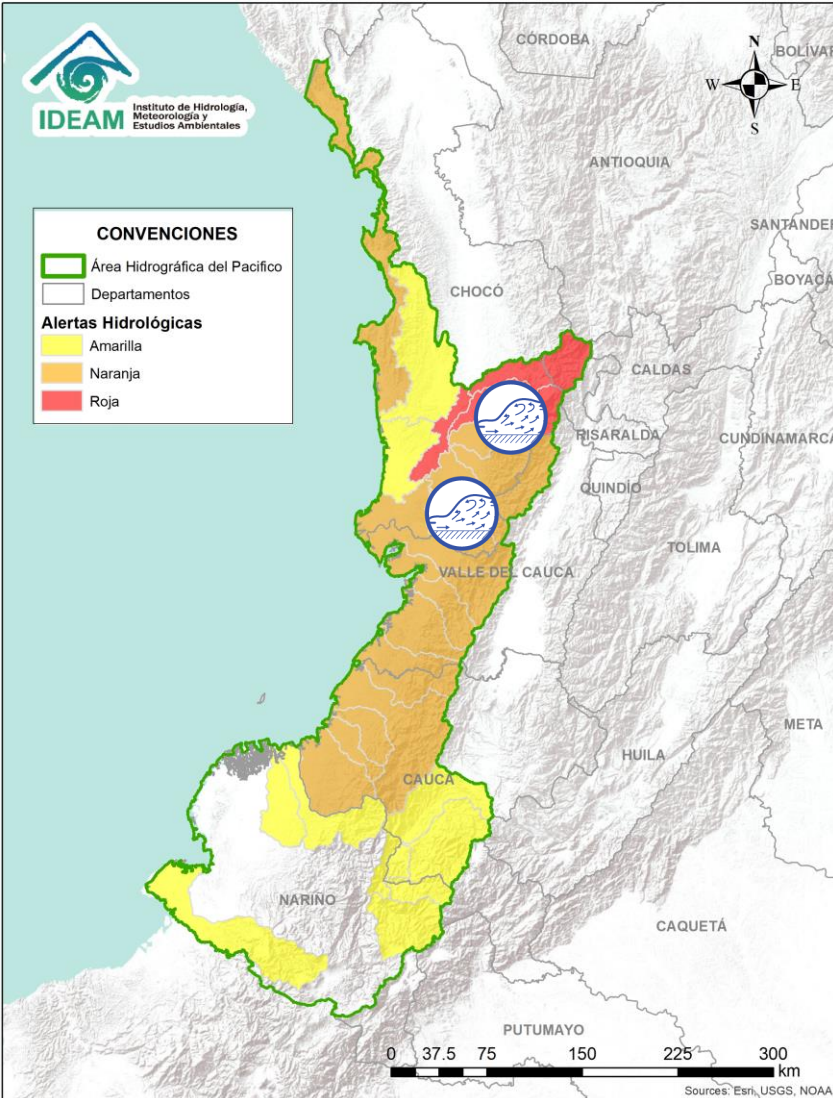 IDEAM
Instituto de Hidrología,
Meteorología y
Estudios Ambientales
N
W
E
S
CONVENCIONES
Área Hidrográfica del Pacifico
Departamentos
Alertas Hidrológicas
Amarilla
Naranja
Roja
CÓRDOBA
BOLÍVAR
ANTIOQUIA
SANTANDER
BOYACÁ
CHOCÓ
CALDAS
RISARALDA
CUNDINAMARCA
QUINDÍO
TOLIMA
VALLE DEL CAUCA
META
HUILA
CAUCA
NARIÑO
CAQUETÁ
PUTUMAYO
0 37.5 75 150 225 300
km
Sources: Esri, USGS, NOAA